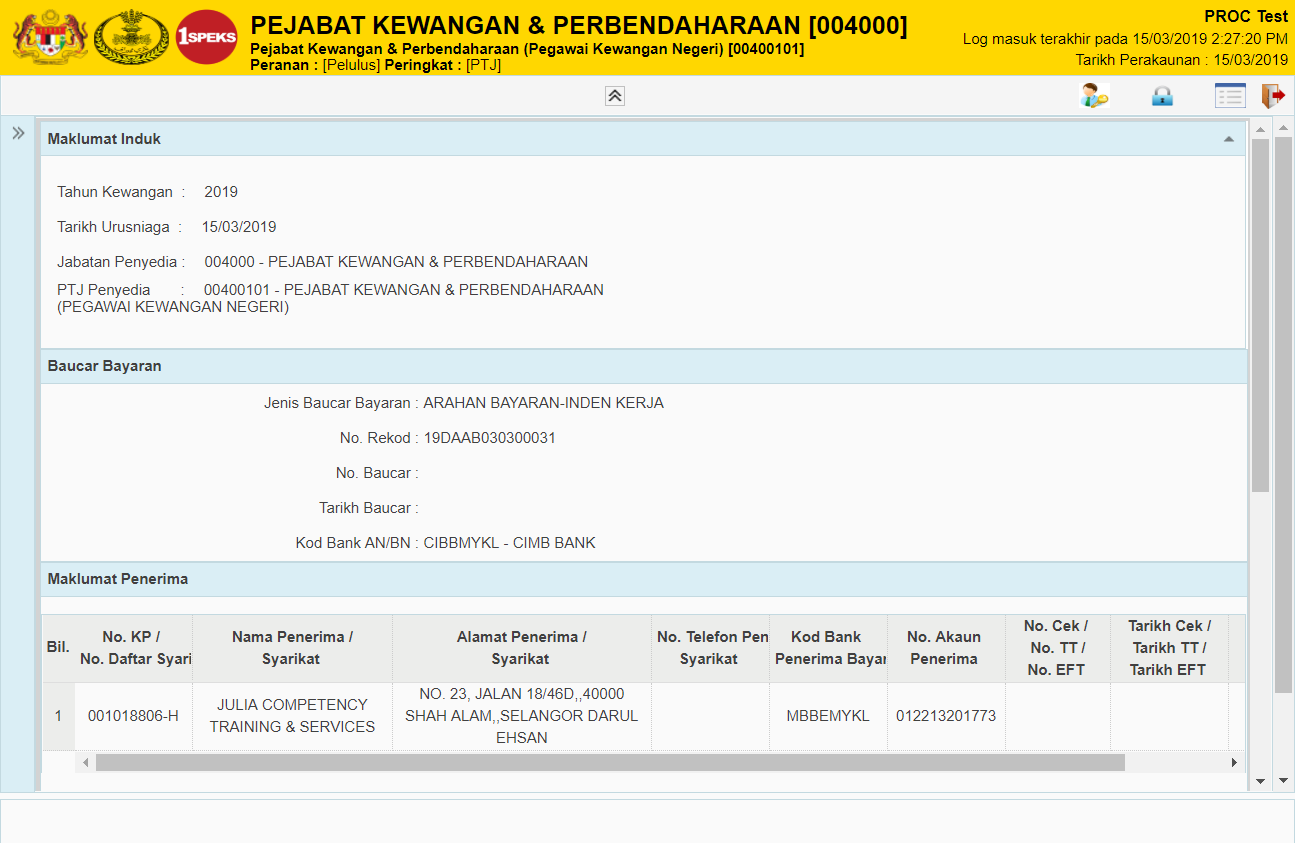 1SPEKS
PEJABAT KEWANGAN & PERBENDAHARAAN [004000]
Pejabat Kewangan & Perbendaharaan (Pegawai Kewangan Negeri) [00400101]
Peranan : [Pelulus] Peringkat : [PTJ]
PROC Test
Log masuk terakhir pada 15/03/2019 2:27:20 PM
Tarikh Perakaunan : 15/03/2019
Maklumat Induk
Tahun Kewangan : 2019
Tarikh Urusniaga : 15/03/2019
Jabatan Penyedia : 004000 - PEJABAT KEWANGAN & PERBENDAHARAAN
PTJ Penyedia : 00400101 - PEJABAT KEWANGAN & PERBENDAHARAAN
(PEGAWAI KEWANGAN NEGERI)
Baucar Bayaran
Jenis Baucar Bayaran : ARAHAN BAYARAN-INDEN KERJA
No. Rekod : 19DAAB030300031
No. Baucar :
Tarikh Baucar :
Kod Bank AN/BN : CIBBMYKL - CIMB BANK
Maklumat Penerima
Bil.
No. KP /
No. Daftar Syari
Nama Penerima /
Syarikat
Alamat Penerima /
Syarikat
No. Telefon Pen
Syarikat
Kod Bank
Penerima Bayar
No. Akaun
Penerima
No. Cek /
No. TT /
No. EFT
Tarikh Cek /
Tarikh TT /
Tarikh EFT
1
001018806-H
JULIA COMPETENCY
TRAINING & SERVICES
NO. 23, JALAN 18/46D,,40000
SHAH ALAM,,SELANGOR DARUL
EHSAN
MBBEMYKL
012213201773